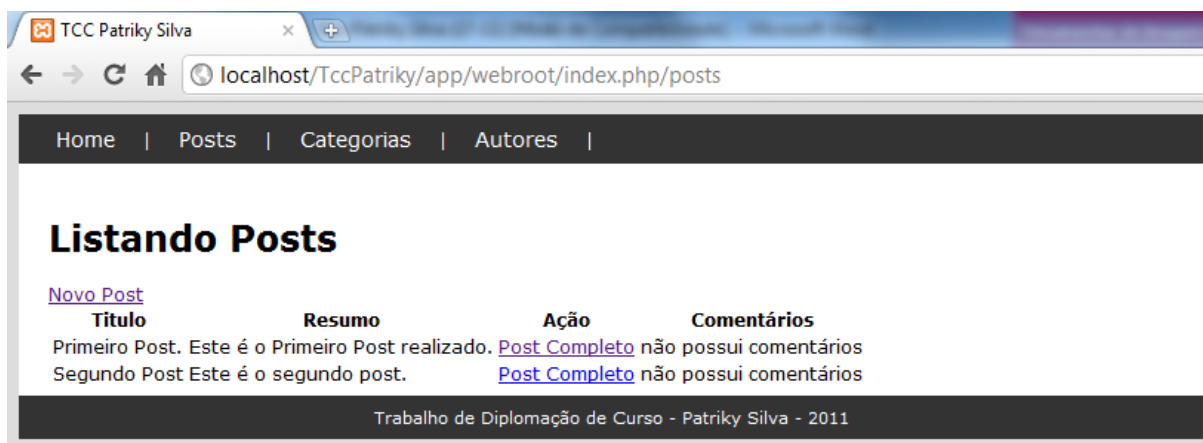 TCC Patriky Silva
localhost/TccPatriky/app/webroot/index.php/posts
Home | Posts | Categorias | Autores |
Listando Posts
Novo Post
Titulo Resumo Ação Comentários
Primeiro Post. Este é o Primeiro Post realizado. Post Completo não possui comentários
Segundo Post Este é o segundo post. Post Completo não possui comentários
Trabalho de Diplomação de Curso - Patriky Silva - 2011